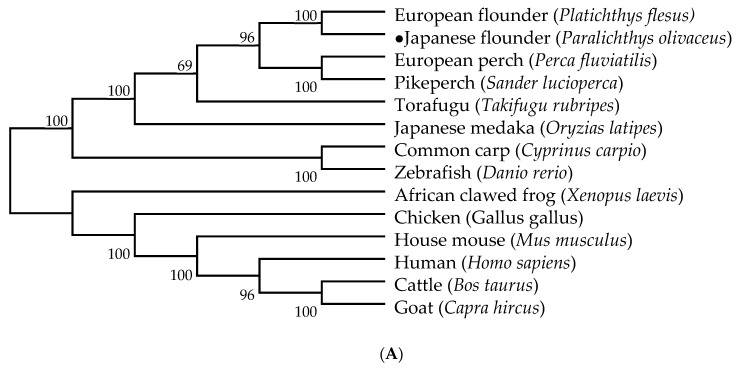 European flounder (Platichthys flesus)
●Japanese flounder (Paralichthys olivaceus)
European perch (Perca fluviatilis)
Pikeperch (Sander lucioperca)
Torafugu (Takifugu rubripes)
Japanese medaka (Oryzias latipes)
Common carp (Cyprinus carpio)
Zebrafish (Danio rerio)
African clawed frog (Xenopus laevis)
Chicken (Gallus gallus)
House mouse (Mus musculus)
Human (Homo sapiens)
Cattle (Bos taurus)
Goat (Capra hircus)
100
96
69
100
100
100
100
100
100
96
100
(A)